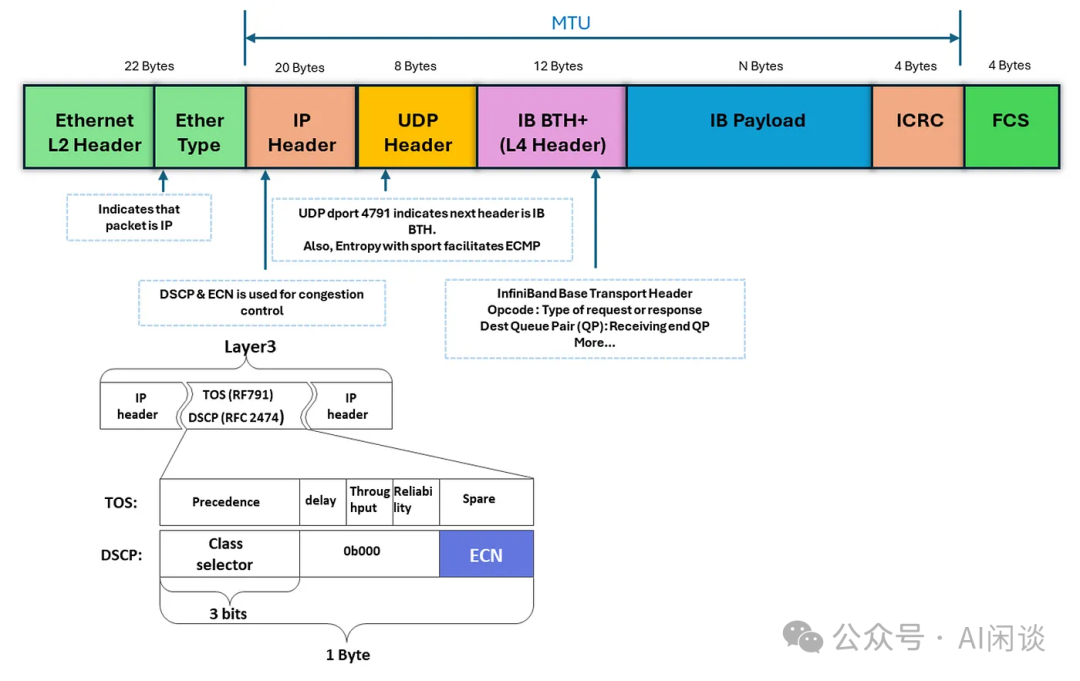 MTU
22 Bytes
20 Bytes
8 Bytes
12 Bytes
N Bytes
4 Bytes
4 Bytes
Ethernet
L2 Header
Ether
Type
IP
Header
UDP
Header
IB BTH+
(L4 Header)
IB Payload
ICRC
FCS
Indicates that
packet is IP
UDP dport 4791 indicates next header is IB
BTH.
Also, Entropy with sport facilitates ECMP
DSCP & ECN is used for congestion
control
InfiniBand Base Transport Header
Opcode : Type of request or response
Dest Queue Pair (QP): Receiving end QP
More...
Layer3
IP
header
TOS (RF791)
DSCP (RFC 2474)
IP
header
TOS:
Precedence
delay
Throug
hput
Reliabi
lity
Spare
DSCP:
Class
selector
0b000
ECN
3 bits
1 Byte
公众号 · AI闲谈